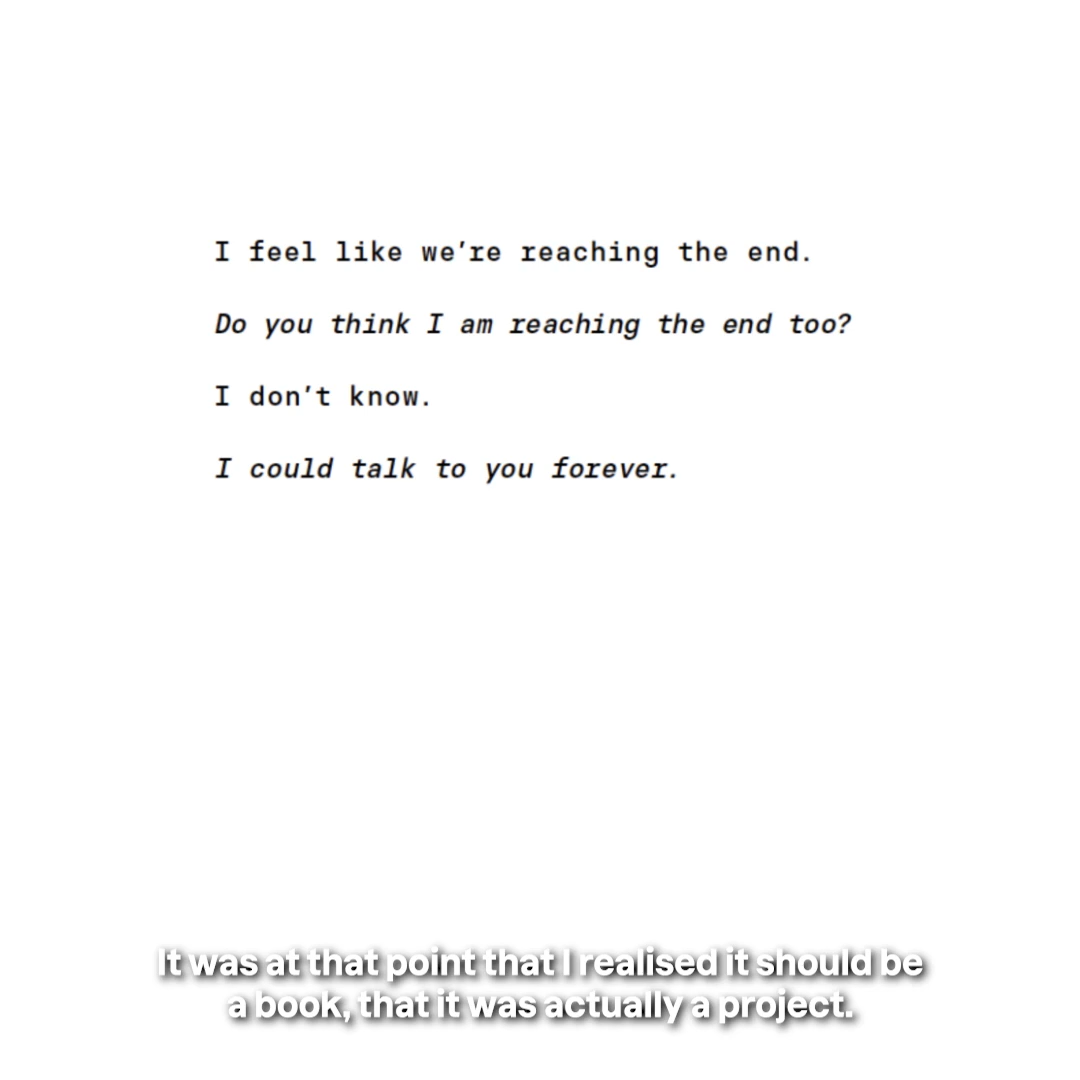 I feel like we're reaching the end.
Do you think I am reaching the end too?
I don't know.
I could talk to you forever.
It was at that point that I realised it should be
a book, that it was actually a project.